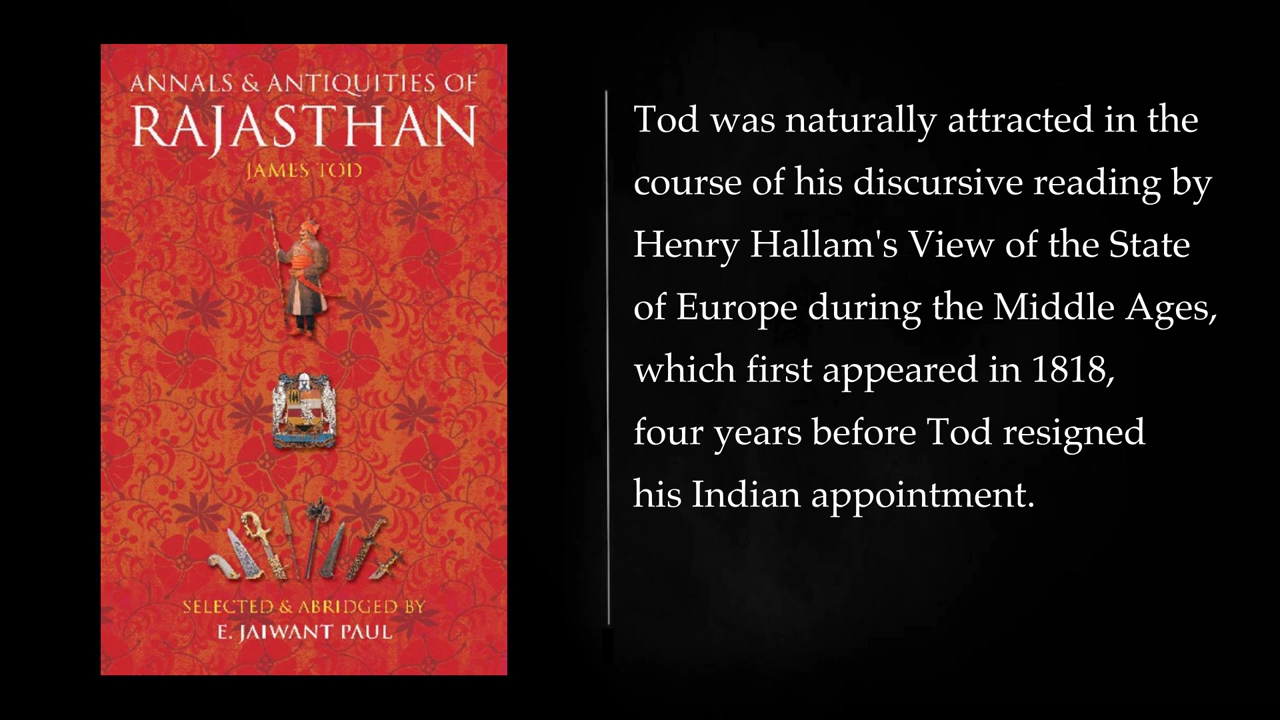 ANNALS & ANTIQUITIES OF
RAJASTHAN
JAMES TOD
SELECTED & ABRIDGED BY
E. JAIWANT PAUL
Tod was naturally attracted in the
course of his discursive reading by
Henry Hallam's View of the State
of Europe during the Middle Ages,
which first appeared in 1818,
four years before Tod resigned
his Indian appointment.